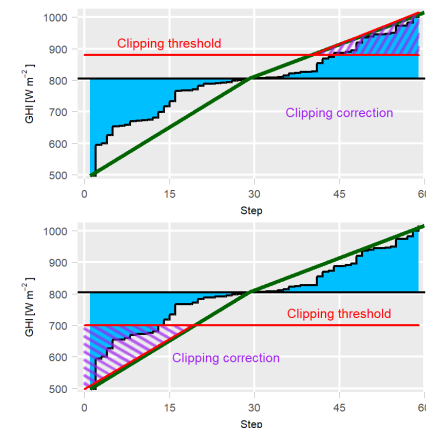 1000
900
800
700
600
500
GHI [W m⁻²]
Clipping threshold
Clipping correction
0
15
30
45
60
Step
1000
900
800
700
600
500
GHI [W m⁻²]
Clipping threshold
Clipping correction
0
15
30
45
60
Step